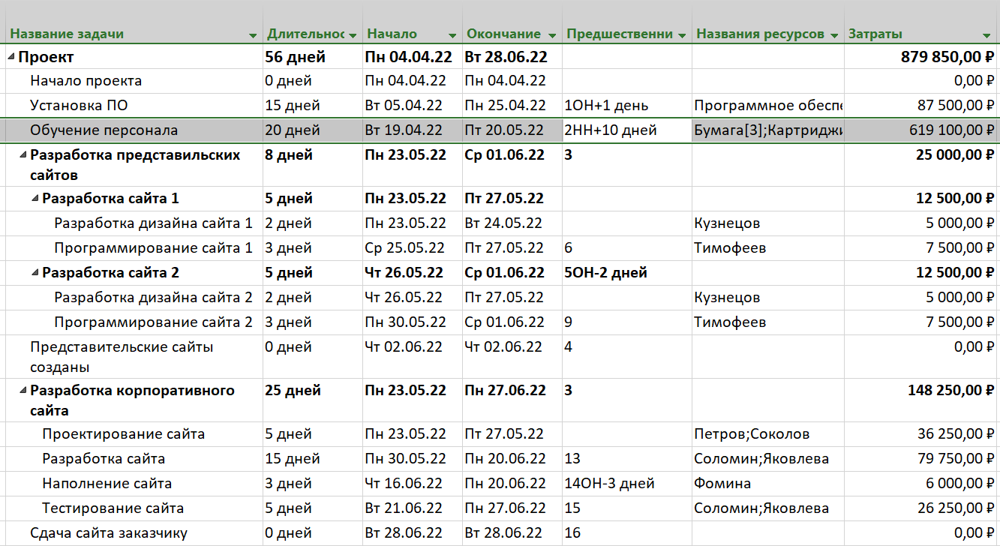 Название задачи Длительнос Начало Окончание Предшественни Названия ресурсов Затраты
Проект 56 дней Пн 04.04.22 Вт 28.06.22 879 850,00 ₽
Начало проекта 0 дней Пн 04.04.22 Пн 04.04.22 0,00 ₽
Установка ПО 15 дней Вт 05.04.22 Пн 25.04.22 1ОН+1 день Программное обеспе 87 500,00 ₽
Обучение персонала 20 дней Вт 19.04.22 Пт 20.05.22 2НН+10 дней Бумага[3];Картриджи 619 100,00 ₽
Разработка представильских 8 дней Пн 23.05.22 Ср 01.06.22 3 25 000,00 ₽
сайтов
Разработка сайта 1 5 дней Пн 23.05.22 Пт 27.05.22 12 500,00 ₽
Разработка дизайна сайта 1 2 дней Пн 23.05.22 Вт 24.05.22 Кузнецов 5 000,00 ₽
Программирование сайта 1 3 дней Ср 25.05.22 Пт 27.05.22 6 Тимофеев 7 500,00 ₽
Разработка сайта 2 5 дней Чт 26.05.22 Ср 01.06.22 5ОН-2 дней 12 500,00 ₽
Разработка дизайна сайта 2 2 дней Чт 26.05.22 Пт 27.05.22 Кузнецов 5 000,00 ₽
Программирование сайта 2 3 дней Пн 30.05.22 Ср 01.06.22 9 Тимофеев 7 500,00 ₽
Представительские сайты 0 дней Чт 02.06.22 Чт 02.06.22 4 0,00 ₽
созданы
Разработка корпоративного 25 дней Пн 23.05.22 Пн 27.06.22 3 148 250,00 ₽
сайта
Проектирование сайта 5 дней Пн 23.05.22 Пт 27.05.22 Петров;Соколов 36 250,00 ₽
Разработка сайта 15 дней Пн 30.05.22 Пн 20.06.22 13 Соломин;Яковлева 79 750,00 ₽
Наполнение сайта 3 дней Чт 16.06.22 Пн 20.06.22 14ОН-3 дней Фомина 6 000,00 ₽
Тестирование сайта 5 дней Вт 21.06.22 Пн 27.06.22 15 Соломин;Яковлева 26 250,00 ₽
Сдача сайта заказчику 0 дней Вт 28.06.22 Вт 28.06.22 16 0,00 ₽